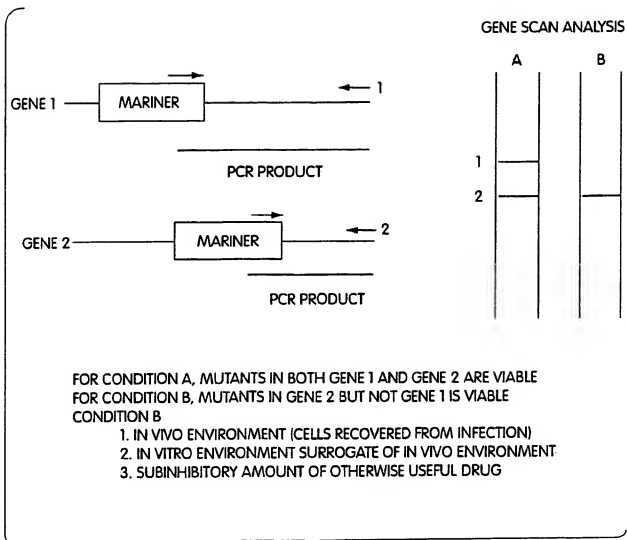 GENE SCAN ANALYSIS
A B
GENE 1 MARINER 1
PCR PRODUCT
GENE 2 MARINER 2
PCR PRODUCT
1
2
FOR CONDITION A, MUTANTS IN BOTH GENE 1 AND GENE 2 ARE VIABLE
FOR CONDITION B, MUTANTS IN GENE 2 BUT NOT GENE 1 IS VIABLE
CONDITION B
1. IN VIVO ENVIRONMENT (CELLS RECOVERED FROM INFECTION)
2. IN VITRO ENVIRONMENT SURROGATE OF IN VIVO ENVIRONMENT
3. SUBINHIBITORY AMOUNT OF OTHERWISE USEFUL DRUG